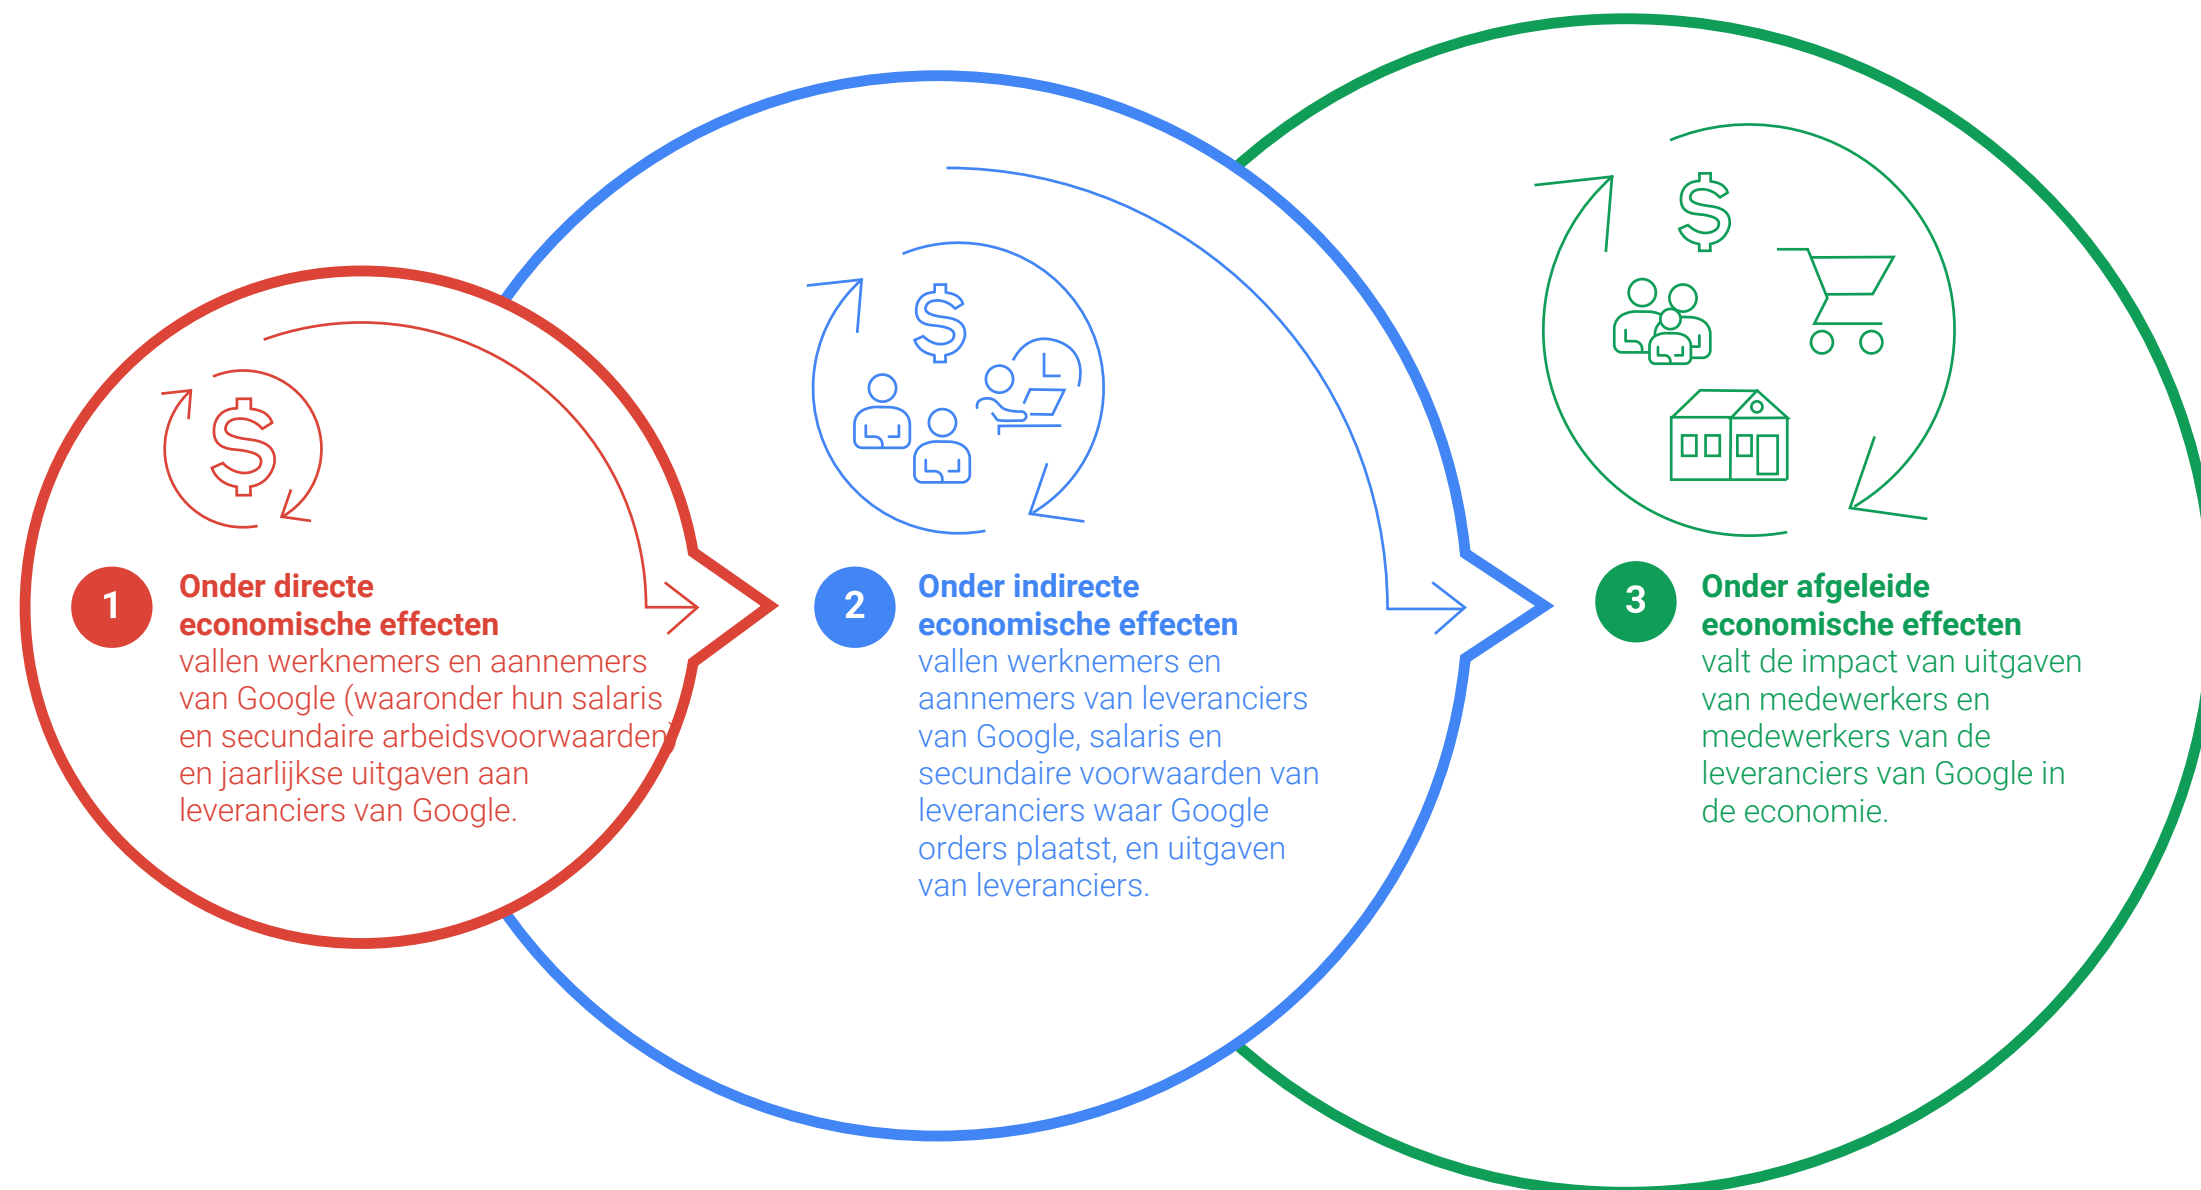 1
Onder directe
economische effecten
vallen werknemers en aannemers
van Google (waaronder hun salaris
en secundaire arbeidsvoorwaarden)
en jaarlijkse uitgaven aan
leveranciers van Google.
2
Onder indirecte
economische effecten
vallen werknemers en
aannemers van leveranciers
van Google, salaris en
secundaire voorwaarden van
leveranciers waar Google
orders plaatst, en uitgaven
van leveranciers.
3
Onder afgeleide
economische effecten
valt de impact van uitgaven
van medewerkers en
medewerkers van de
leveranciers van Google in
de economie.